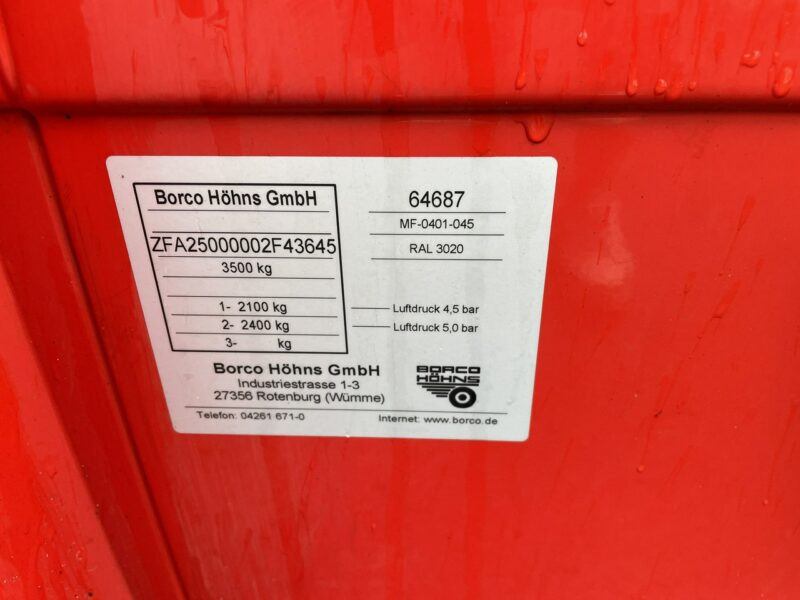 Borco Höhns GmbH
ZFA25000002F43645
3500 kg
1- 2100 kg
2- 2400 kg
3- kg
64687
MF-0401-045
RAL 3020
Luftdruck 4,5 bar
Luftdruck 5,0 bar
Borco Höhns GmbH
Industriestrasse 1-3
27356 Rotenburg (Wümme)
BORCO
HÖHNS
Telefon: 04261 671-0
Internet: www.borco.de